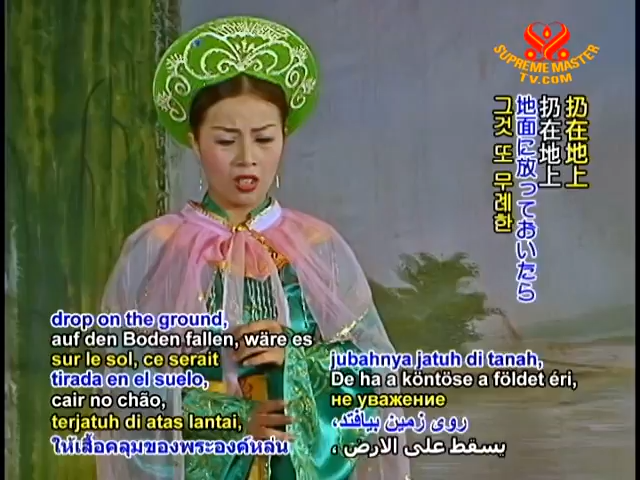 SUPREME MASTER
TV.COM
扔在地上
扔在地上
地面に放っておいたら
그것 또 무례한
drop on the ground,
auf den Boden fallen, wäre es
sur le sol, ce serait
tirada en el suelo,
cair no chão,
terjatuh di atas lantai,
ให้เสื้อคลุมของพระองค์หล่น
jubahnya jatuh di tanah,
De ha a köntöse a földet éri,
не уважение
روی زمین بیافتد،
يسقط على الارض ،